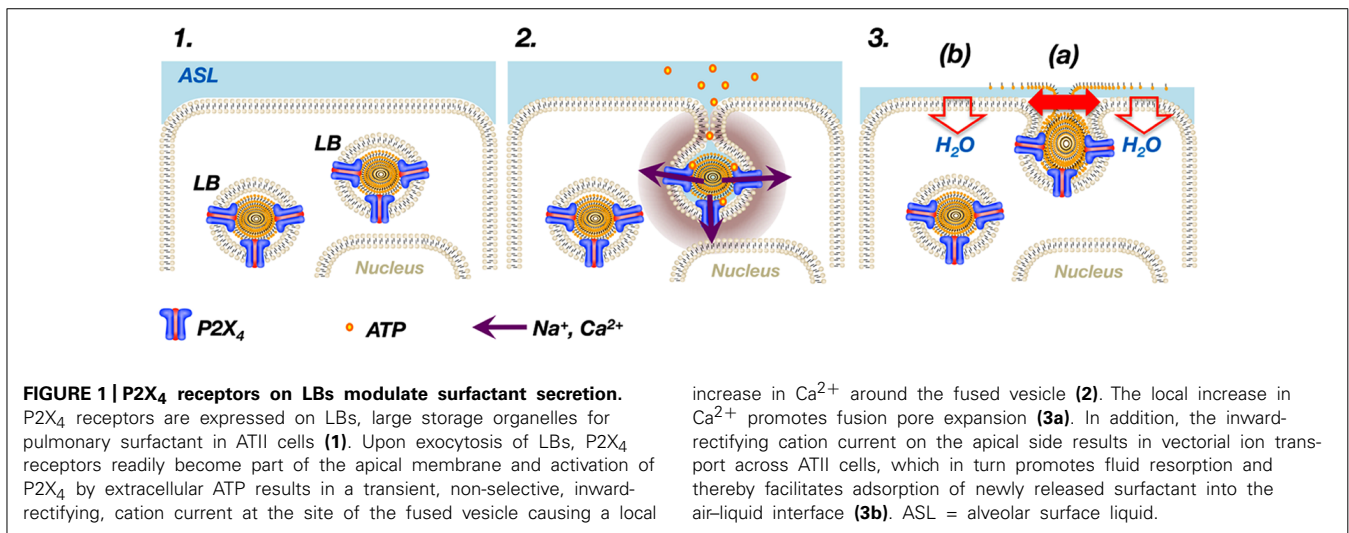 1.
2.
3.
(b)
(a)
ASL
LB
LB
H₂O
H₂O
Nucleus
Nucleus
Nucleus
P2X₄
ATP
Na⁺, Ca²⁺
FIGURE 1 | P2X₄ receptors on LBs modulate surfactant secretion.
P2X₄ receptors are expressed on LBs, large storage organelles for
pulmonary surfactant in ATII cells (1). Upon exocytosis of LBs, P2X₄
receptors readily become part of the apical membrane and activation of
P2X₄ by extracellular ATP results in a transient, non-selective, inward-
rectifying, cation current at the site of the fused vesicle causing a local
increase in Ca²⁺ around the fused vesicle (2). The local increase in
Ca²⁺ promotes fusion pore expansion (3a). In addition, the inward-
rectifying cation current on the apical side results in vectorial ion trans-
port across ATII cells, which in turn promotes fluid resorption and
thereby facilitates adsorption of newly released surfactant into the
air–liquid interface (3b). ASL = alveolar surface liquid.